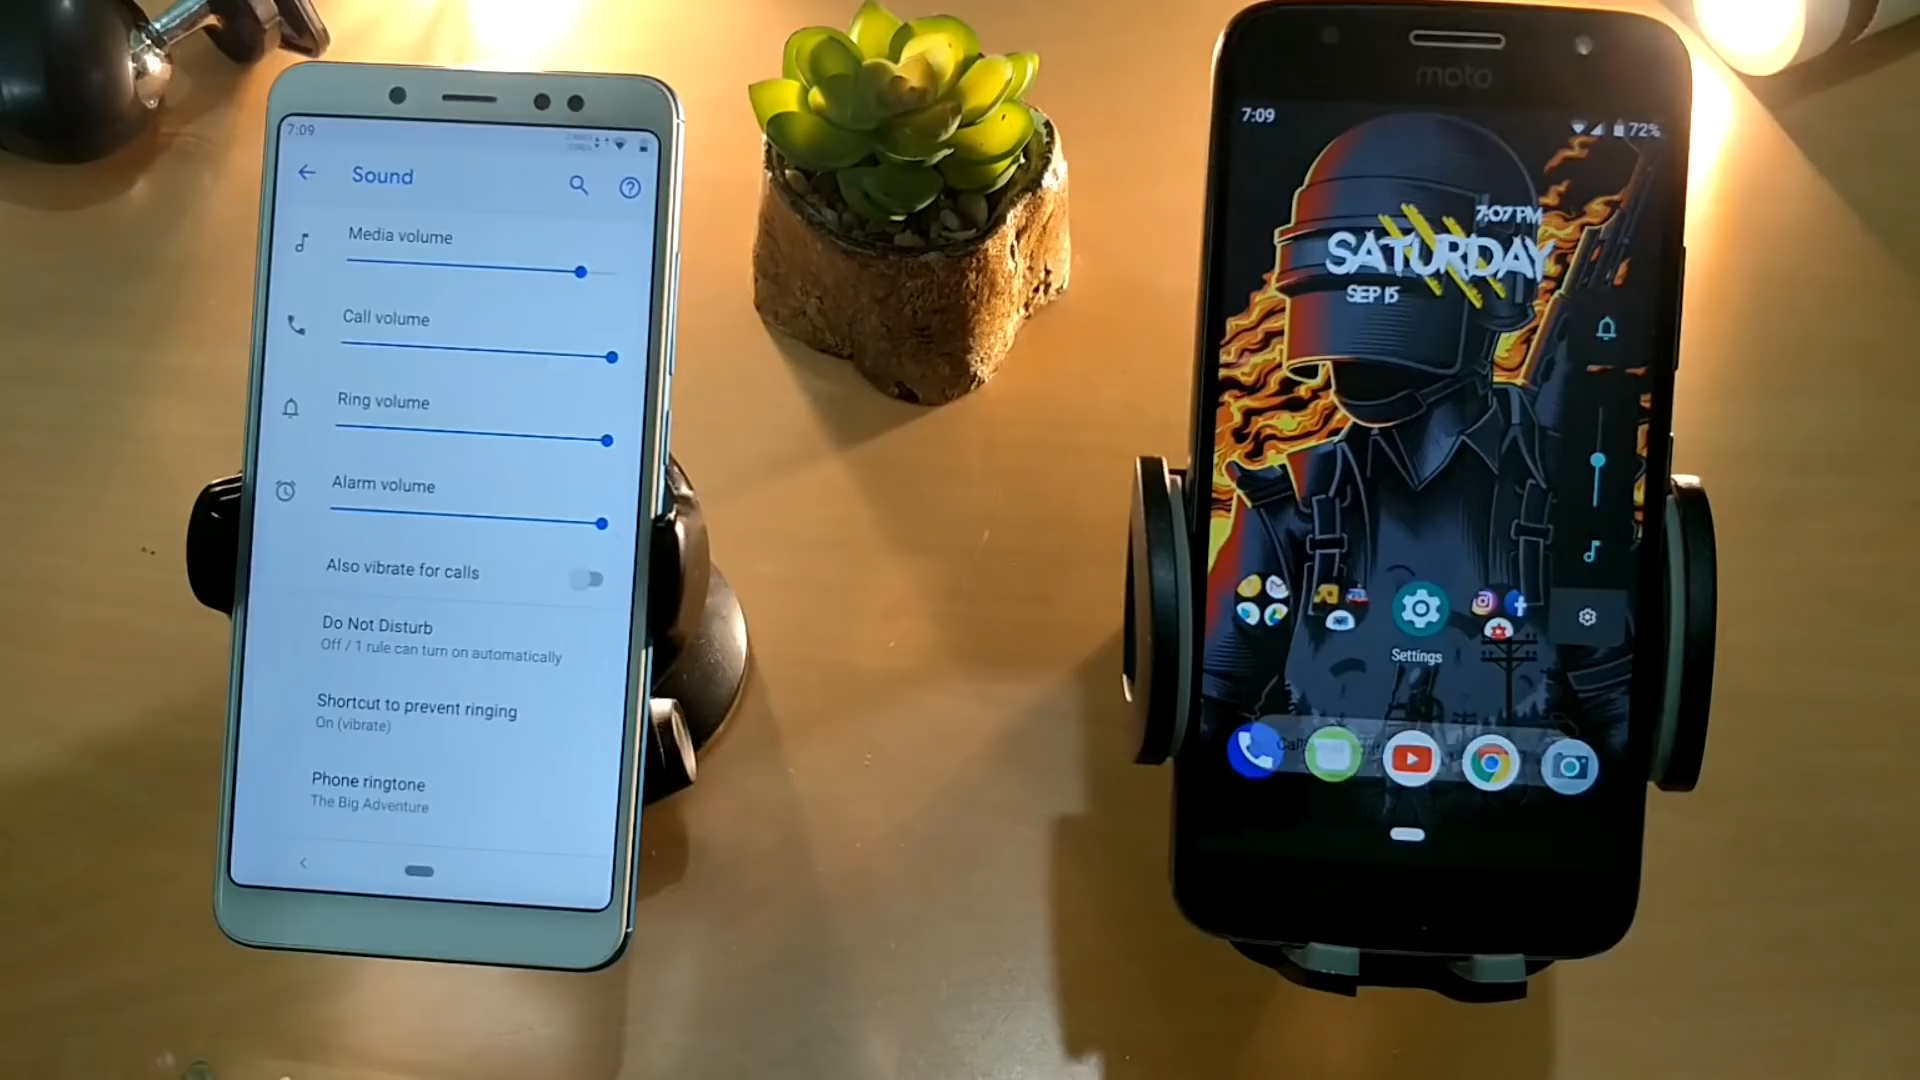 7:09
Sound
Media volume
Call volume
Ring volume
Alarm volume
Also vibrate for calls
Do Not Disturb
Off / 1 rule can turn on automatically
Shortcut to prevent ringing
On (vibrate)
Phone ringtone
The Big Adventure
moto
7:09
72%
7:07 PM
SATURDAY
SEP 15
Settings